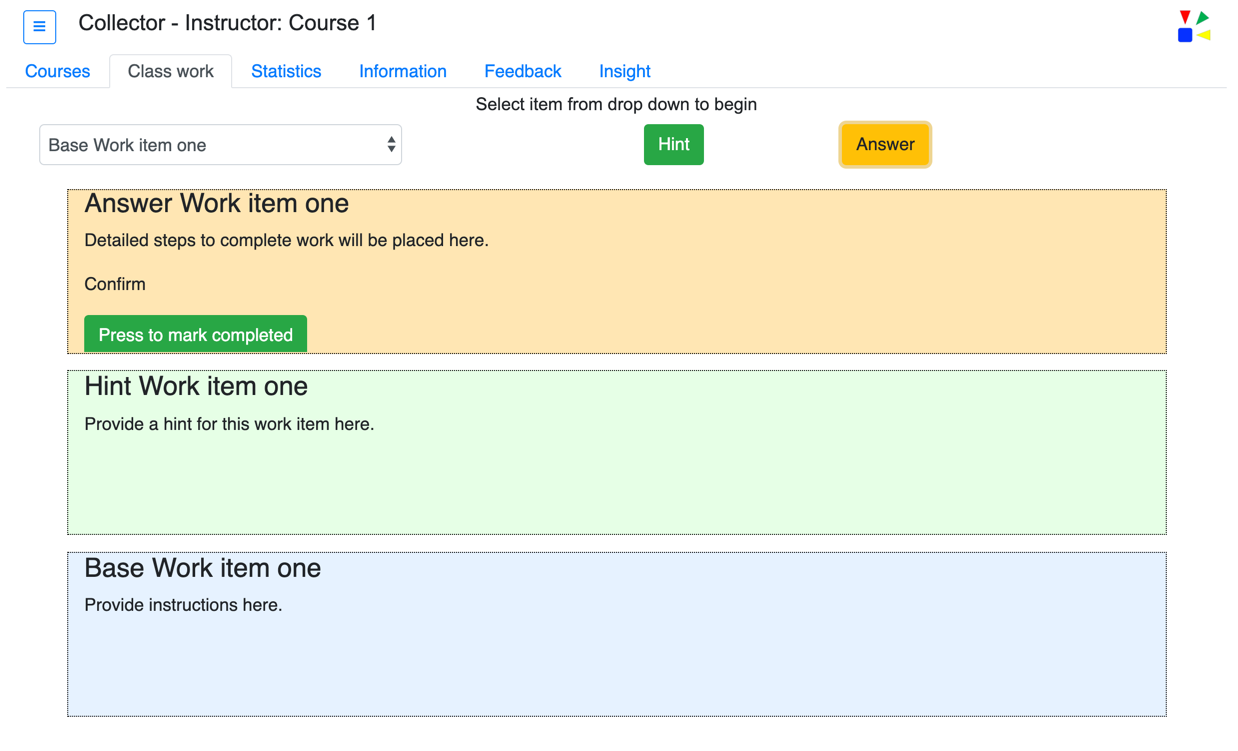 Collector - Instructor: Course 1
Courses Class work Statistics Information Feedback Insight
Select item from drop down to begin
Base Work item one Hint Answer
Answer Work item one
Detailed steps to complete work will be placed here.
Confirm
Press to mark completed
Hint Work item one
Provide a hint for this work item here.
Base Work item one
Provide instructions here.